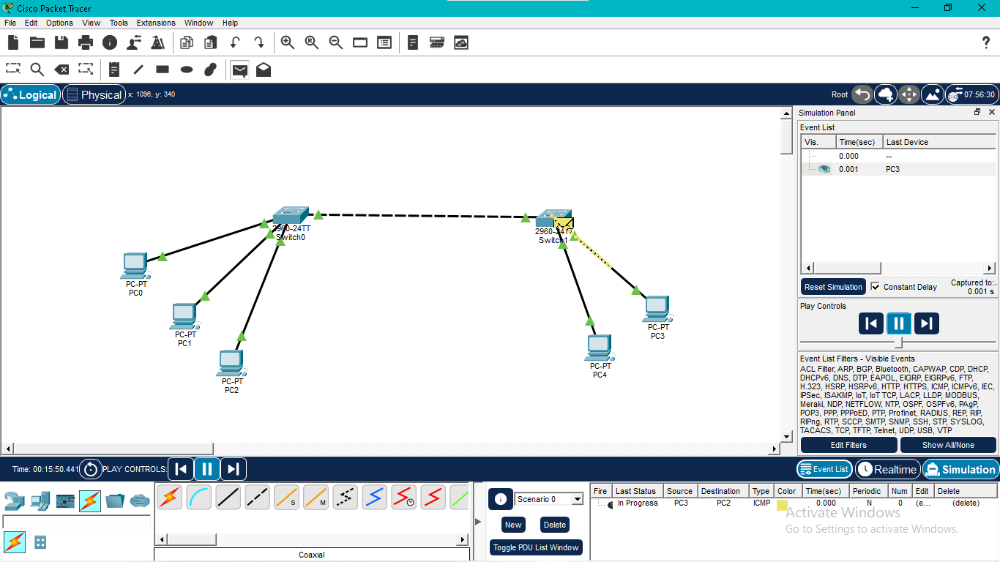 Cisco Packet Tracer
File Edit Options View Tools Extensions Window Help
?
Logical Physical x: 1096, y: 340 Root 07:56:30
Simulation Panel
Event List
Vis. Time(sec) Last Device
0.000 --
0.001 PC3
2960-24TT
Switch0
Switch1
PC-PT
PC0
PC-PT
PC1
PC-PT
PC2
PC-PT
PC3
PC-PT
PC4
Reset Simulation Constant Delay Captured to:
0.001 s
Play Controls
Event List Filters - Visible Events
ACL Filter, ARP, BGP, Bluetooth, CAPWAP, CDP, DHCP,
DHCPv6, DNS, DTP, EAPOL, EIGRP, EIGRPv6, FTP,
H.323, HSRP, HSRPv6, HTTP, HTTPS, ICMP, ICMPv6, IEC,
IPSec, ISAKMP, IoT, IoT TCP, LACP, LLDP, MODBUS,
Meraki, NDP, NETFLOW, NTP, OSPF, OSPFv6, PAgP,
POP3, PPP, PPPoED, PTP, Profinet, RADIUS, REP, RIP,
RIPng, RTP, SCCP, SMTP, SNMP, SSH, STP, SYSLOG,
TACACS, TCP, TFTP, Telnet, UDP, USB, VTP
Edit Filters Show All/None
Time: 00:15:50.441 PLAY CONTROLS: Event List Realtime Simulation
S M
Coaxial
Scenario 0
New Delete
Toggle PDU List Window
Fire Last Status Source Destination Type Color Time(sec) Periodic Num Edit Delete
In Progress PC3 PC2 ICMP 0.000 N 0 (e... (delete)
Activate Windows
Go to Settings to activate Windows.